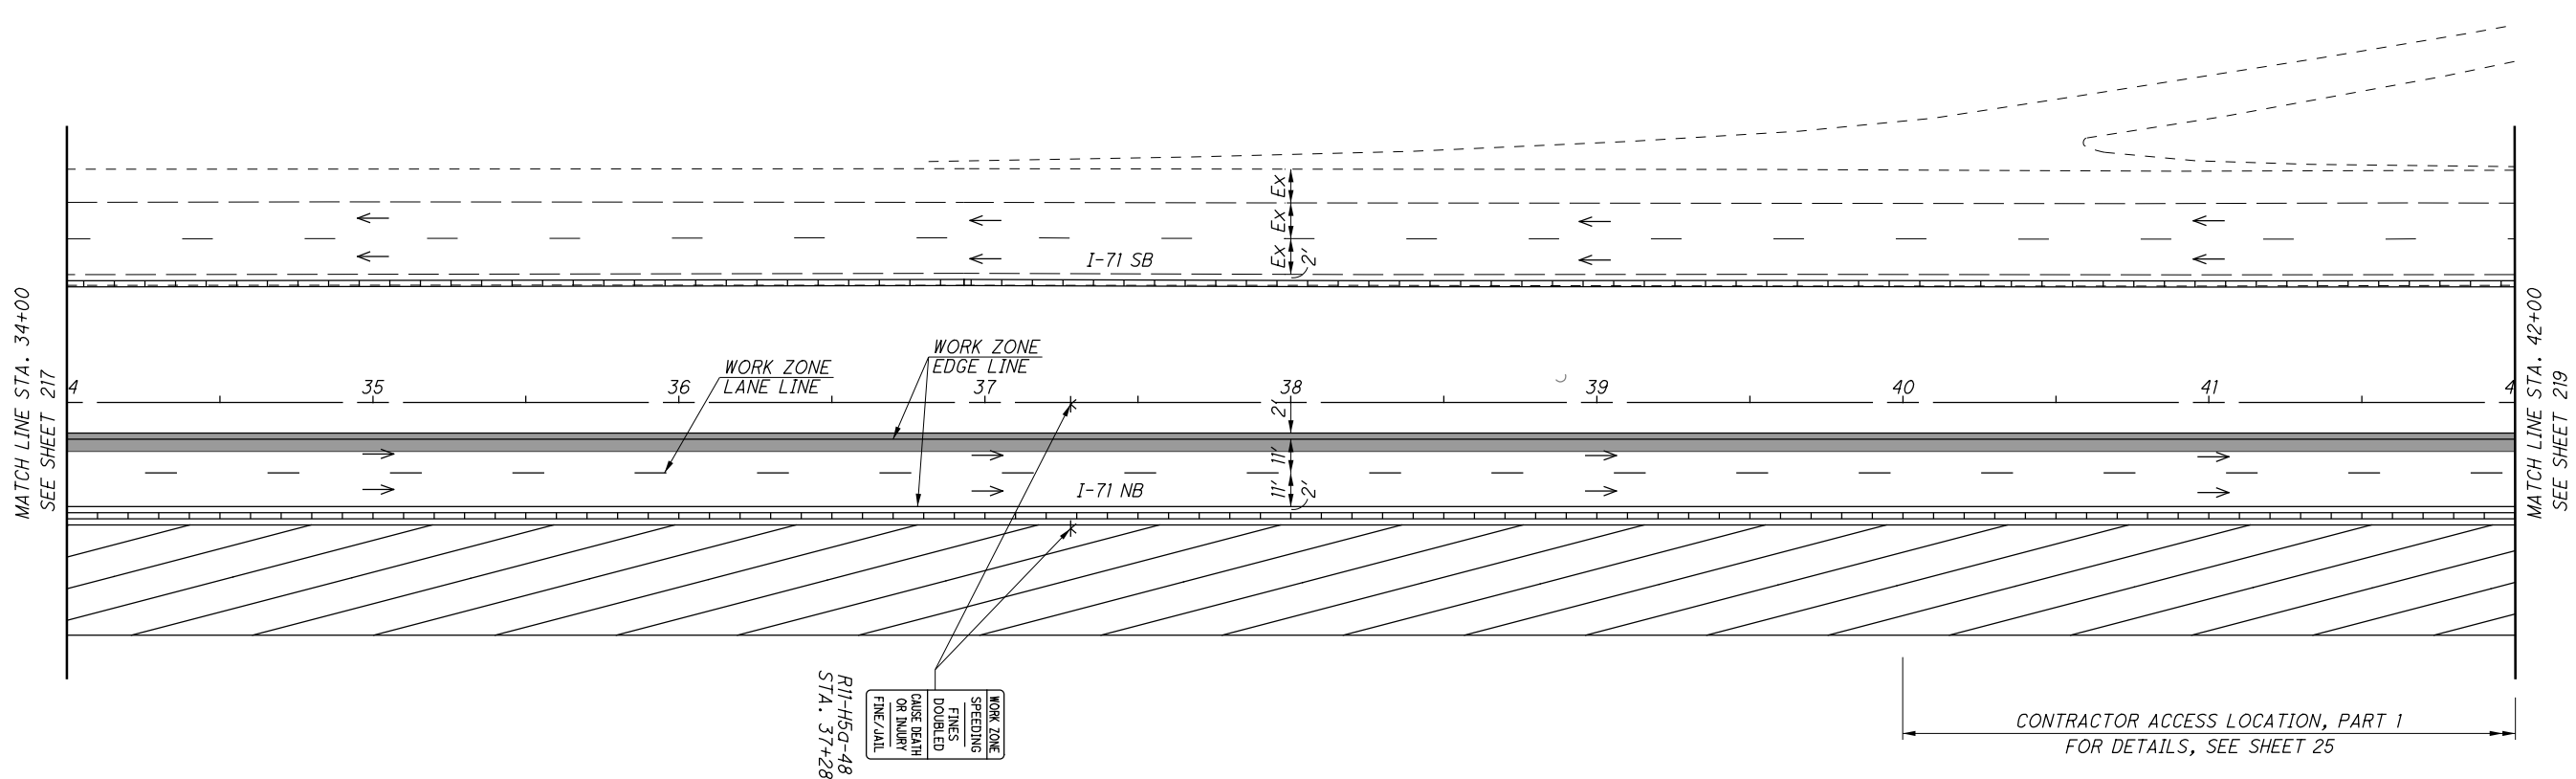 MATCH LINE STA. 34+00
SEE SHEET 217
Ex
Ex
Ex
2'
I-71 SB
WORK ZONE
LANE LINE
WORK ZONE
EDGE LINE
4
35
36
37
38
39
40
41
4
2'
11'
11'
2'
I-71 NB
MATCH LINE STA. 42+00
SEE SHEET 219
R11-H5a-48
STA. 37+28
WORK ZONE
SPEEDING
FINES
DOUBLED
CAUSE DEATH
OR INJURY
FINE/JAIL
CONTRACTOR ACCESS LOCATION, PART 1
FOR DETAILS, SEE SHEET 25